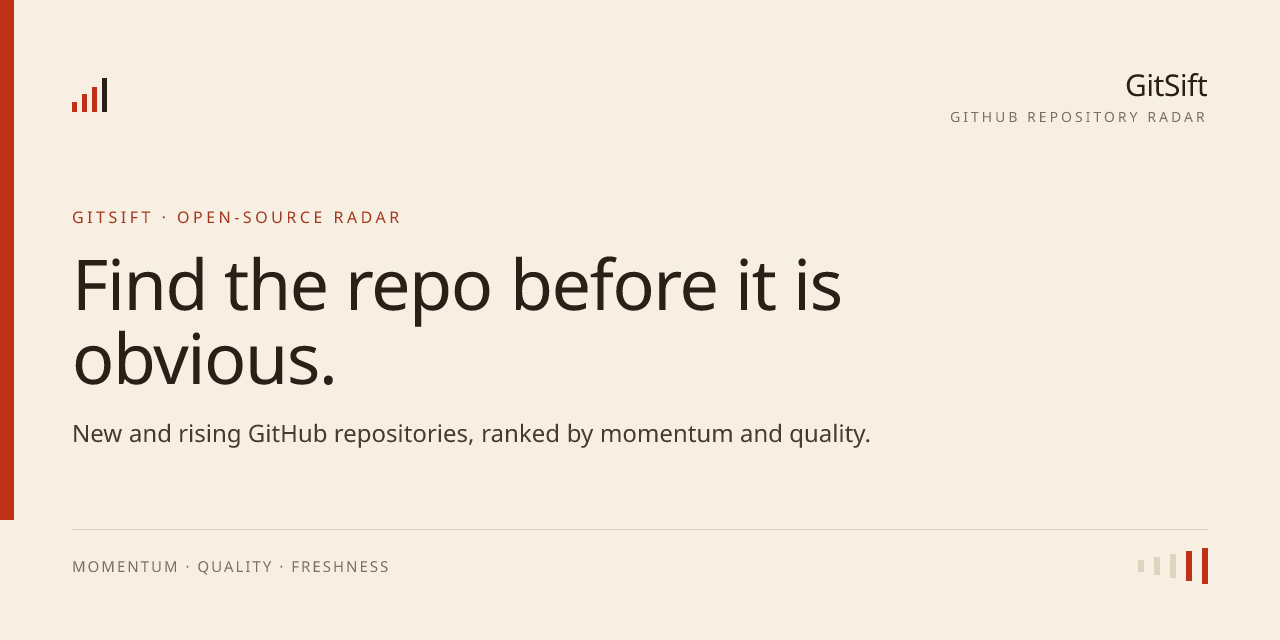 GitSift
GITHUB REPOSITORY RADAR
GITSIFT · OPEN-SOURCE RADAR
Find the repo before it is
obvious.
New and rising GitHub repositories, ranked by momentum and quality.
MOMENTUM · QUALITY · FRESHNESS